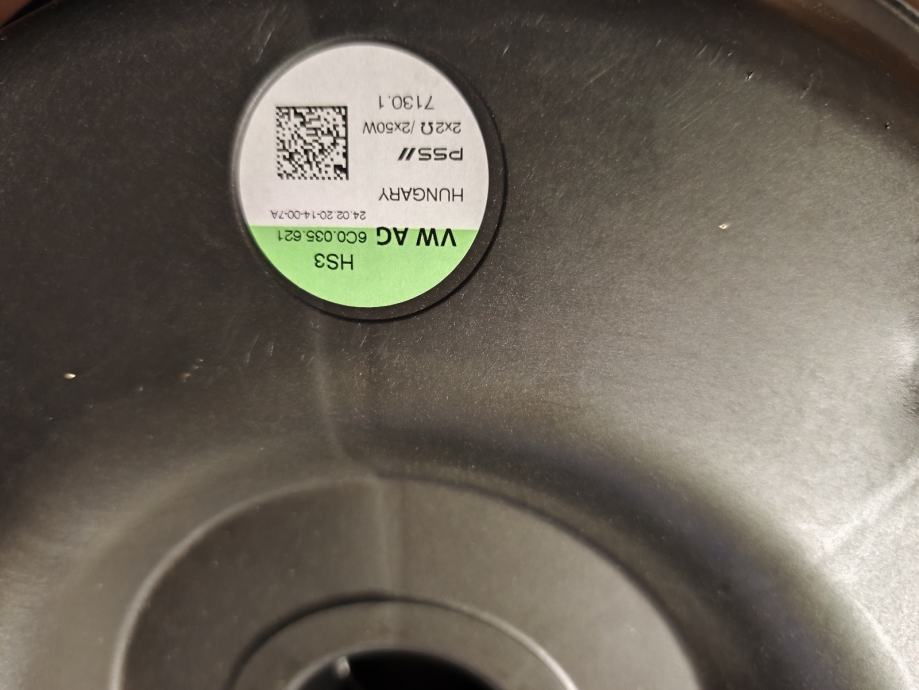 HS3
VW AG 6C0.035.621
24.02.20-14-00-7A
HUNGARY
PSS//
2x2Ω /2x50W
7130.1